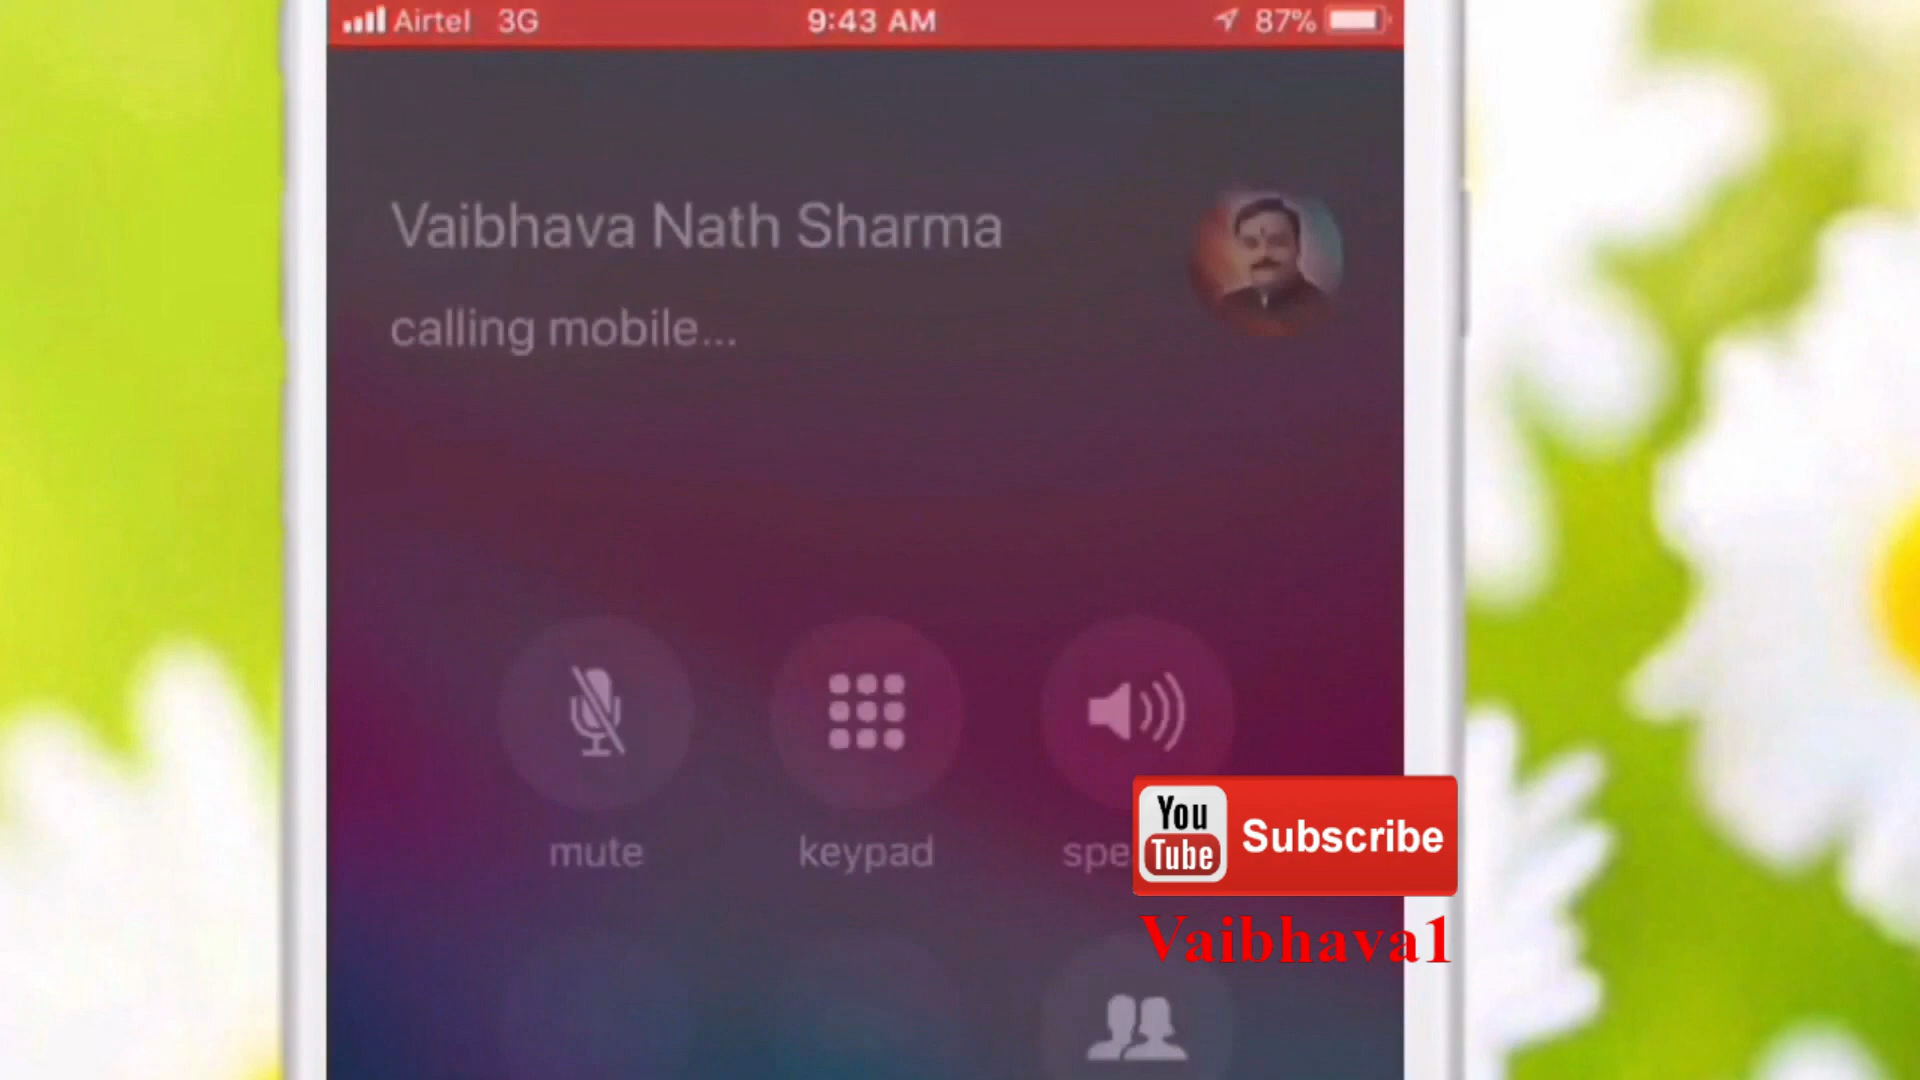 Airtel 3G 9:43 AM 87%
Vaibhava Nath Sharma
calling mobile...
mute keypad spe
You Tube Subscribe
Vaibhava1